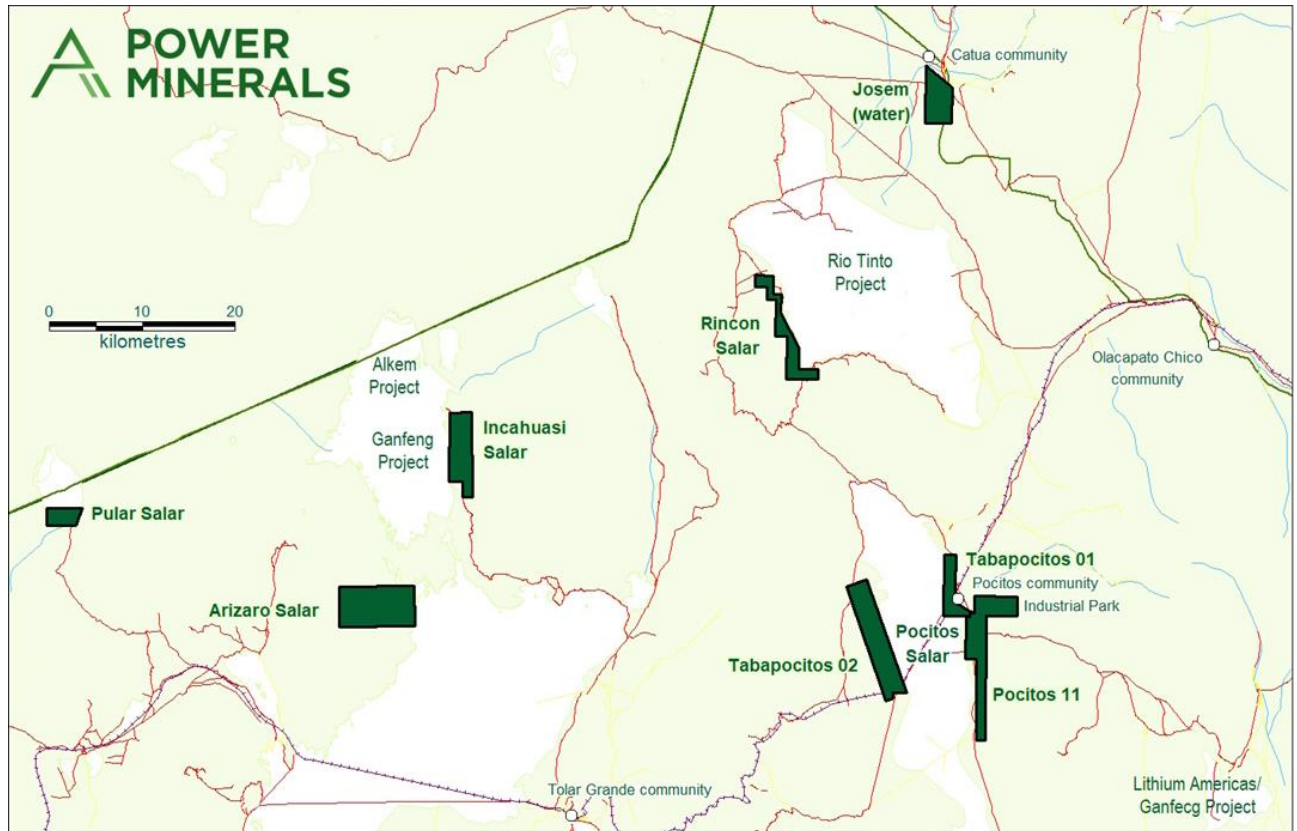 POWER
MINERALS
Catua community
Josem
(water)
Rio Tinto
Project
0 10 20
kilometres
Rincon
Salar
Olacapato Chico
community
Alkem
Project
Ganfeng
Project
Incahuasi
Salar
Pular Salar
Tabapocitos 01
Pocitos community
Industrial Park
Arizaro Salar
Pocitos
Salar
Tabapocitos 02
Pocitos 11
Tolar Grande community
Lithium Americas/
Ganfecg Project